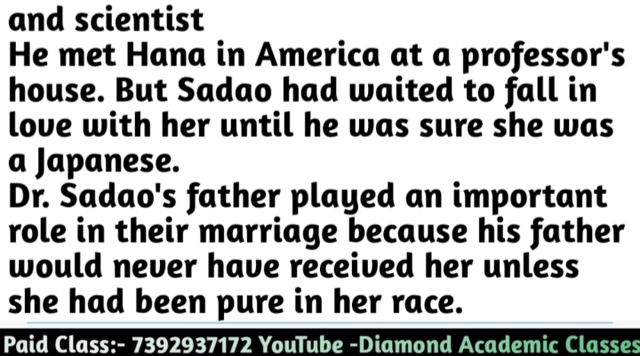 and scientist
He met Hana in America at a professor's
house. But Sadao had waited to fall in
love with her until he was sure she was
a Japanese.
Dr. Sadao's father played an important
role in their marriage because his father
would never have received her unless
she had been pure in her race.
Paid Class:- 7392937172 YouTube -Diamond Academic Classes